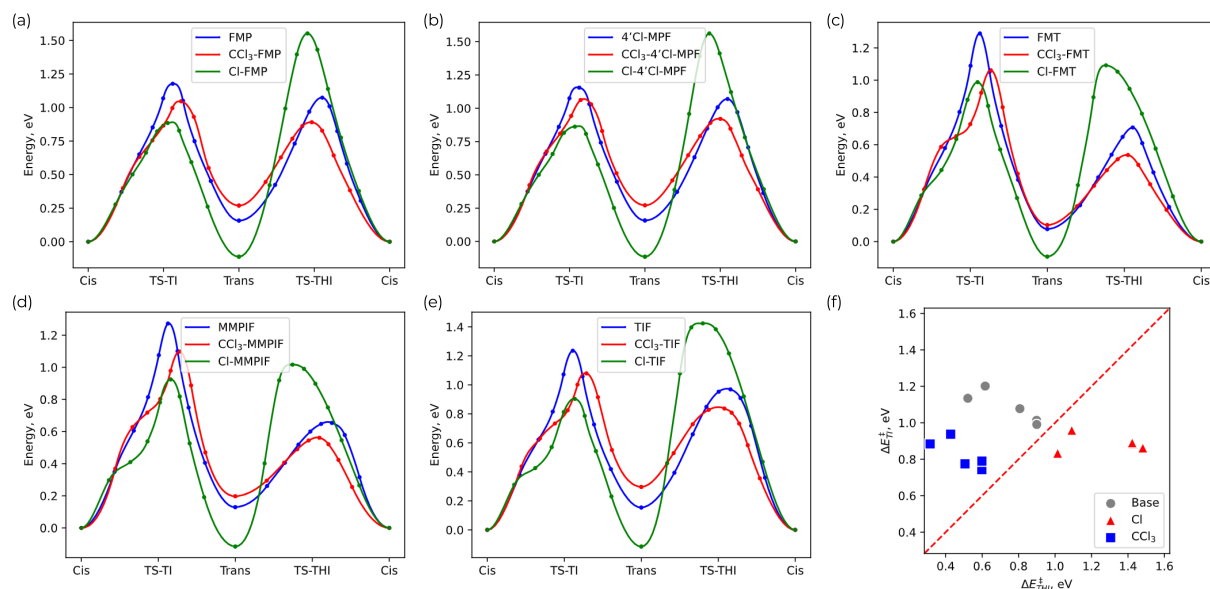 (a)
Energy, eV
1.50
1.25
1.00
0.75
0.50
0.25
0.00
FMP
CCl₃-FMP
Cl-FMP
Cis
TS-TI
Trans
TS-THI
Cis
(b)
Energy, eV
1.50
1.25
1.00
0.75
0.50
0.25
0.00
4'Cl-MPF
CCl₃-4'Cl-MPF
Cl-4'Cl-MPF
Cis
TS-TI
Trans
TS-THI
Cis
(c)
Energy, eV
1.2
1.0
0.8
0.6
0.4
0.2
0.0
FMT
CCl₃-FMT
Cl-FMT
Cis
TS-TI
Trans
TS-THI
Cis
(d)
Energy, eV
1.2
1.0
0.8
0.6
0.4
0.2
0.0
MMPIF
CCl₃-MMPIF
Cl-MMPIF
Cis
TS-TI
Trans
TS-THI
Cis
(e)
Energy, eV
1.4
1.2
1.0
0.8
0.6
0.4
0.2
0.0
TIF
CCl₃-TIF
Cl-TIF
Cis
TS-TI
Trans
TS-THI
Cis
(f)
ΔE‡TI, eV
1.6
1.4
1.2
1.0
0.8
0.6
0.4
Base
Cl
CCl₃
0.4 0.6 0.8 1.0 1.2 1.4 1.6
ΔE‡THI, eV